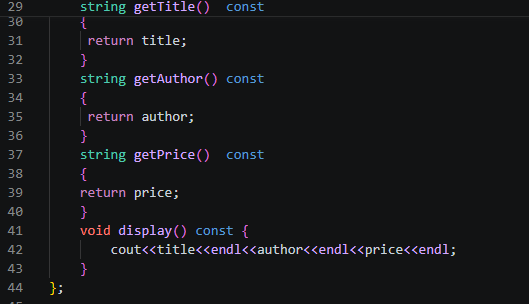 29 string getTitle()  const
30 {
31 return title;
32 }
33 string getAuthor() const
34 {
35 return author;
36 }
37 string getPrice()  const
38 {
39 return price;
40 }
41 void display() const {
42 cout<<title<<endl<<author<<endl<<price<<endl;
43 }
44 };